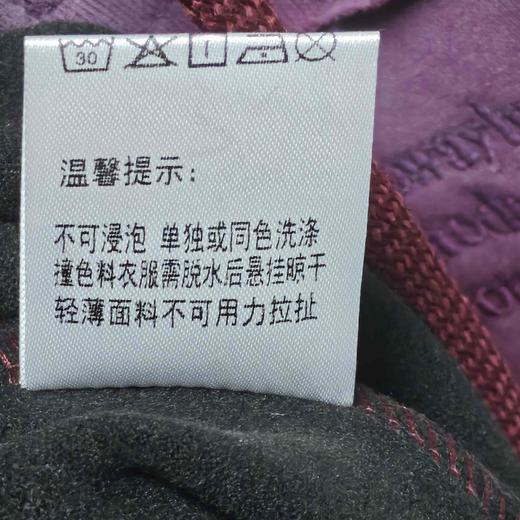 30
温馨提示:
不可浸泡 单独或同色洗涤
撞色料衣服需脱水后悬挂晾干
轻薄面料不可用力拉扯